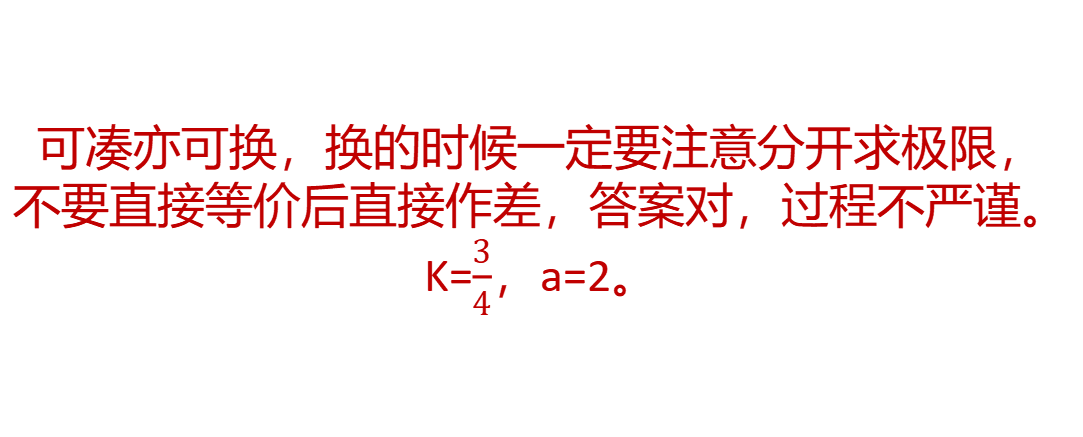 可凑亦可换，换的时候一定要注意分开求极限，
不要直接等价后直接作差，答案对，过程不严谨。
K=\frac{3}{4}，a=2。